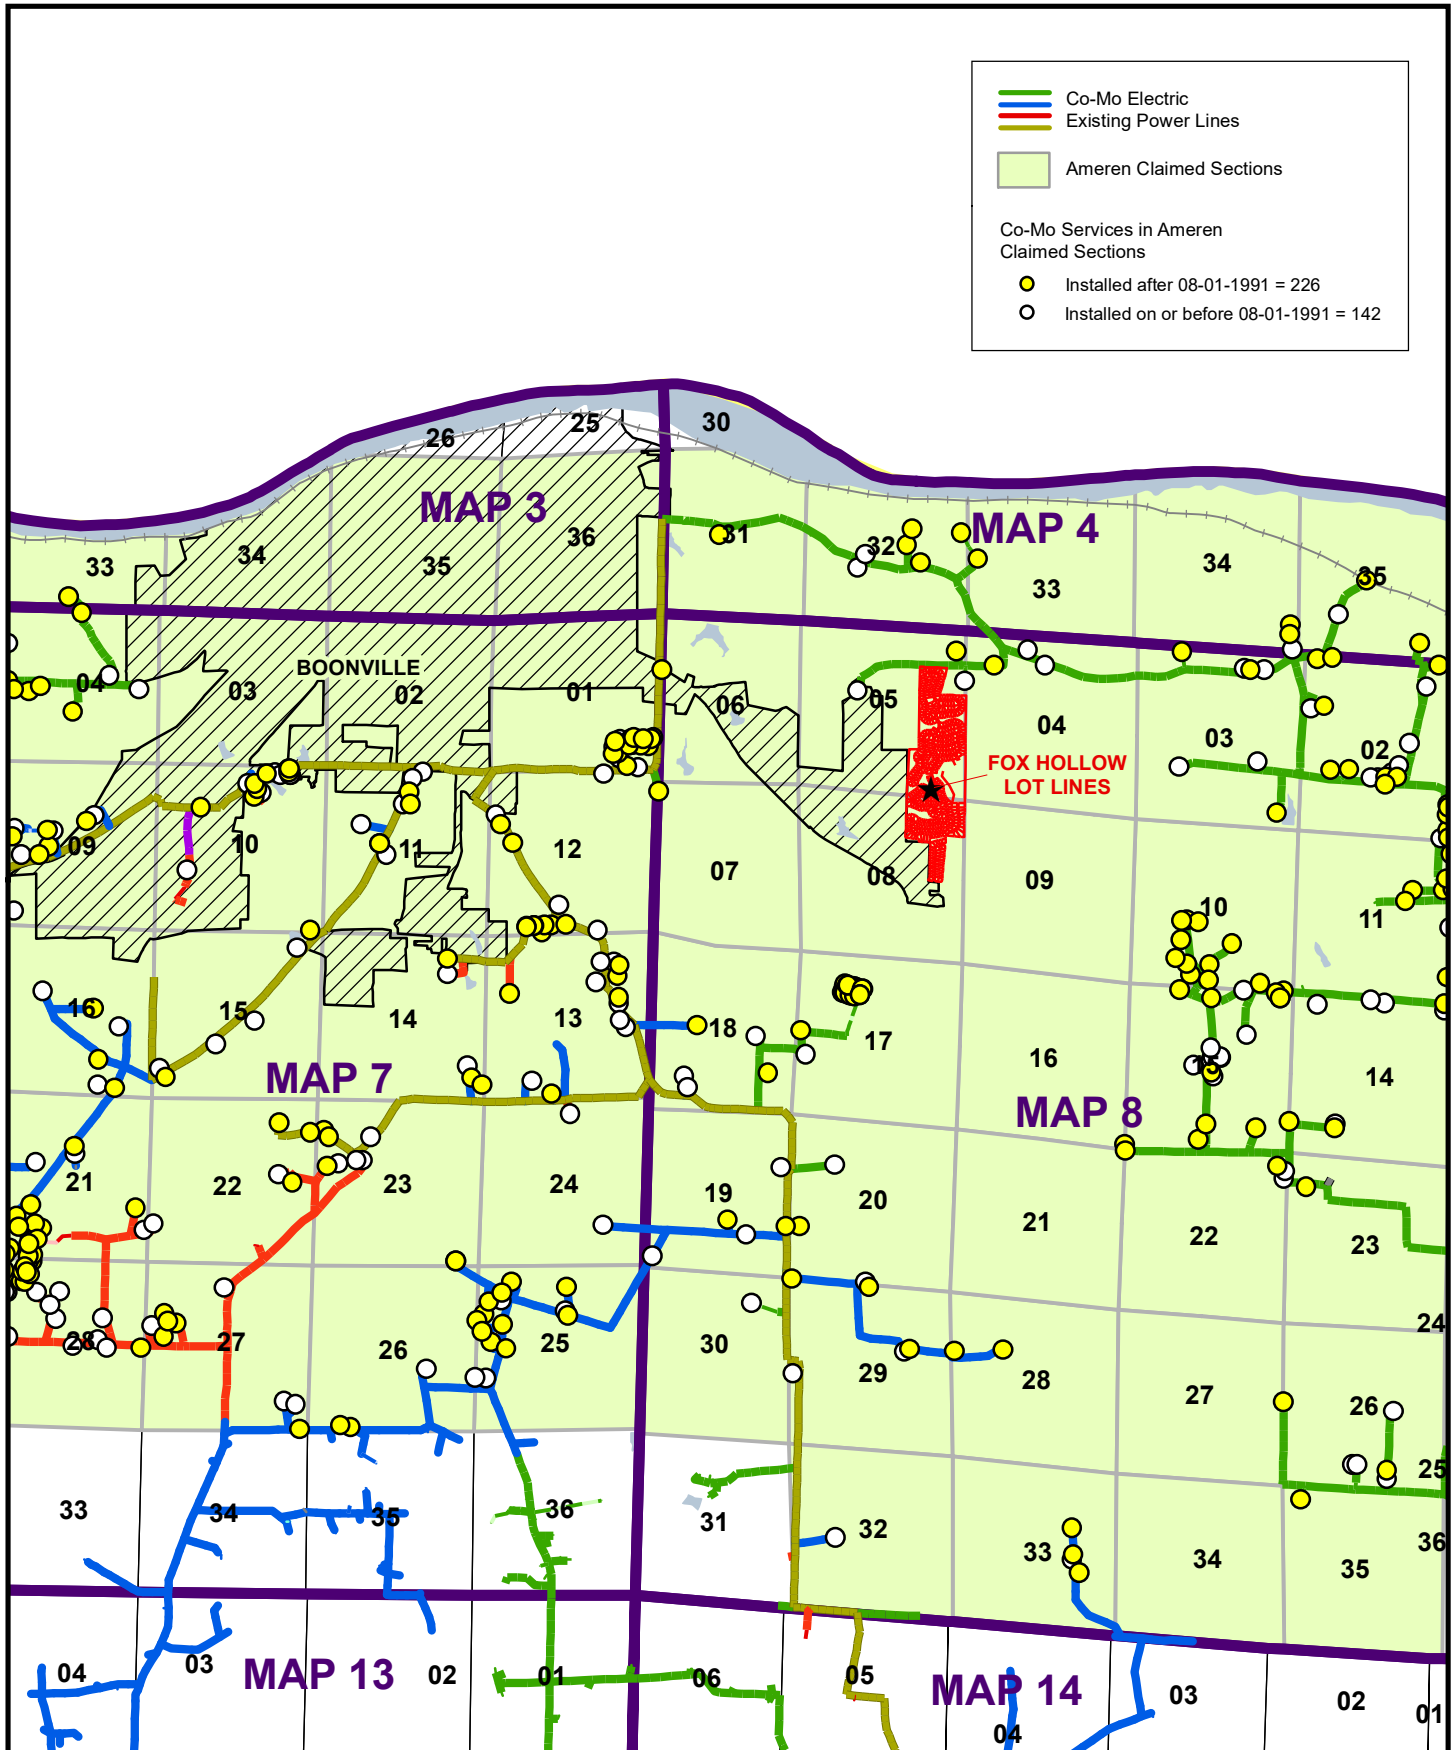 Co-Mo Electric
Existing Power Lines
Ameren Claimed Sections
Co-Mo Services in Ameren
Claimed Sections
Installed after 08-01-1991 = 226
Installed on or before 08-01-1991 = 142
26 25 30
MAP 3 MAP 4
33 34 35 36 31 32 33 34 35
BOONVILLE
04 03 02 01 06 05 04 03 02
FOX HOLLOW
LOT LINES
09 10 11 12 07 08 09 10 11
16 15 14 13 18 17 16 15 14
MAP 7 MAP 8
21 22 23 24 19 20 21 22 23
24
28 27 26 25 30 29 28 27 26
25
33 34 35 36 31 32 33 34 35
36
04 03 02 01 06 05 04 03 02 01
MAP 13 MAP 14